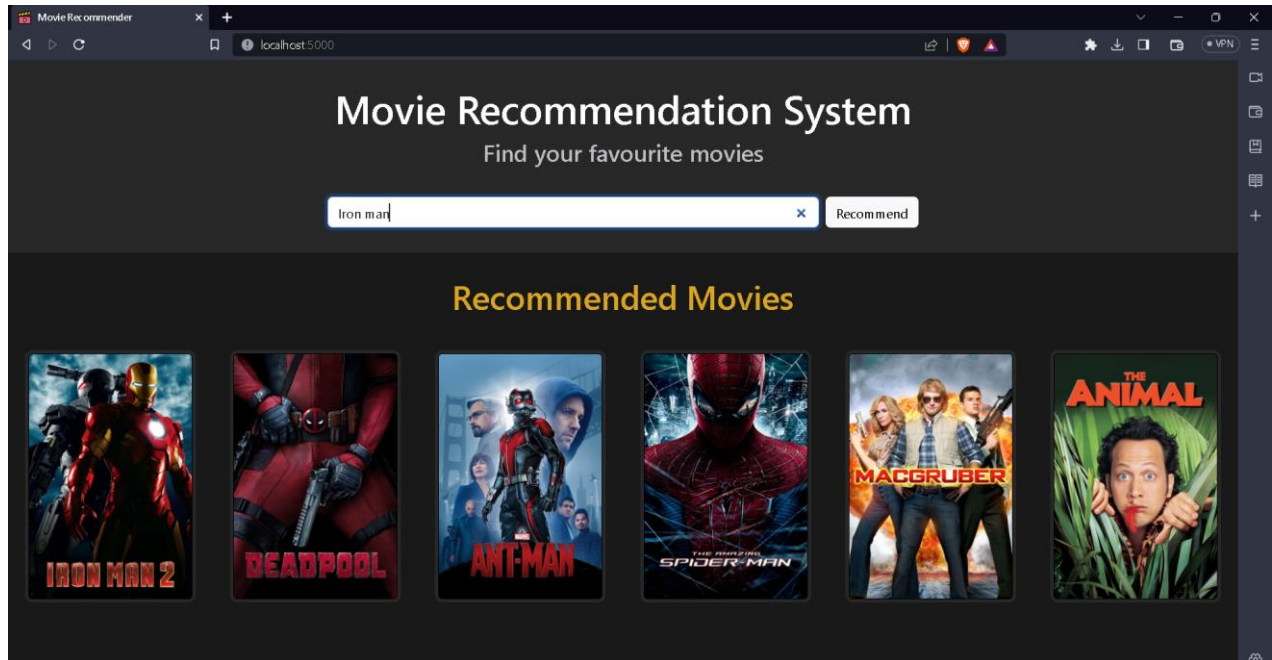 Movie Recommender
localhost:5000
VPN
Movie Recommendation System
Find your favourite movies
Iron man
Recommend
Recommended Movies
IRON MAN 2
DEADPOOL
MARVEL
ANT-MAN
THE AMAZING
SPIDER-MAN
MACGRUBER
THE
ANIMAL